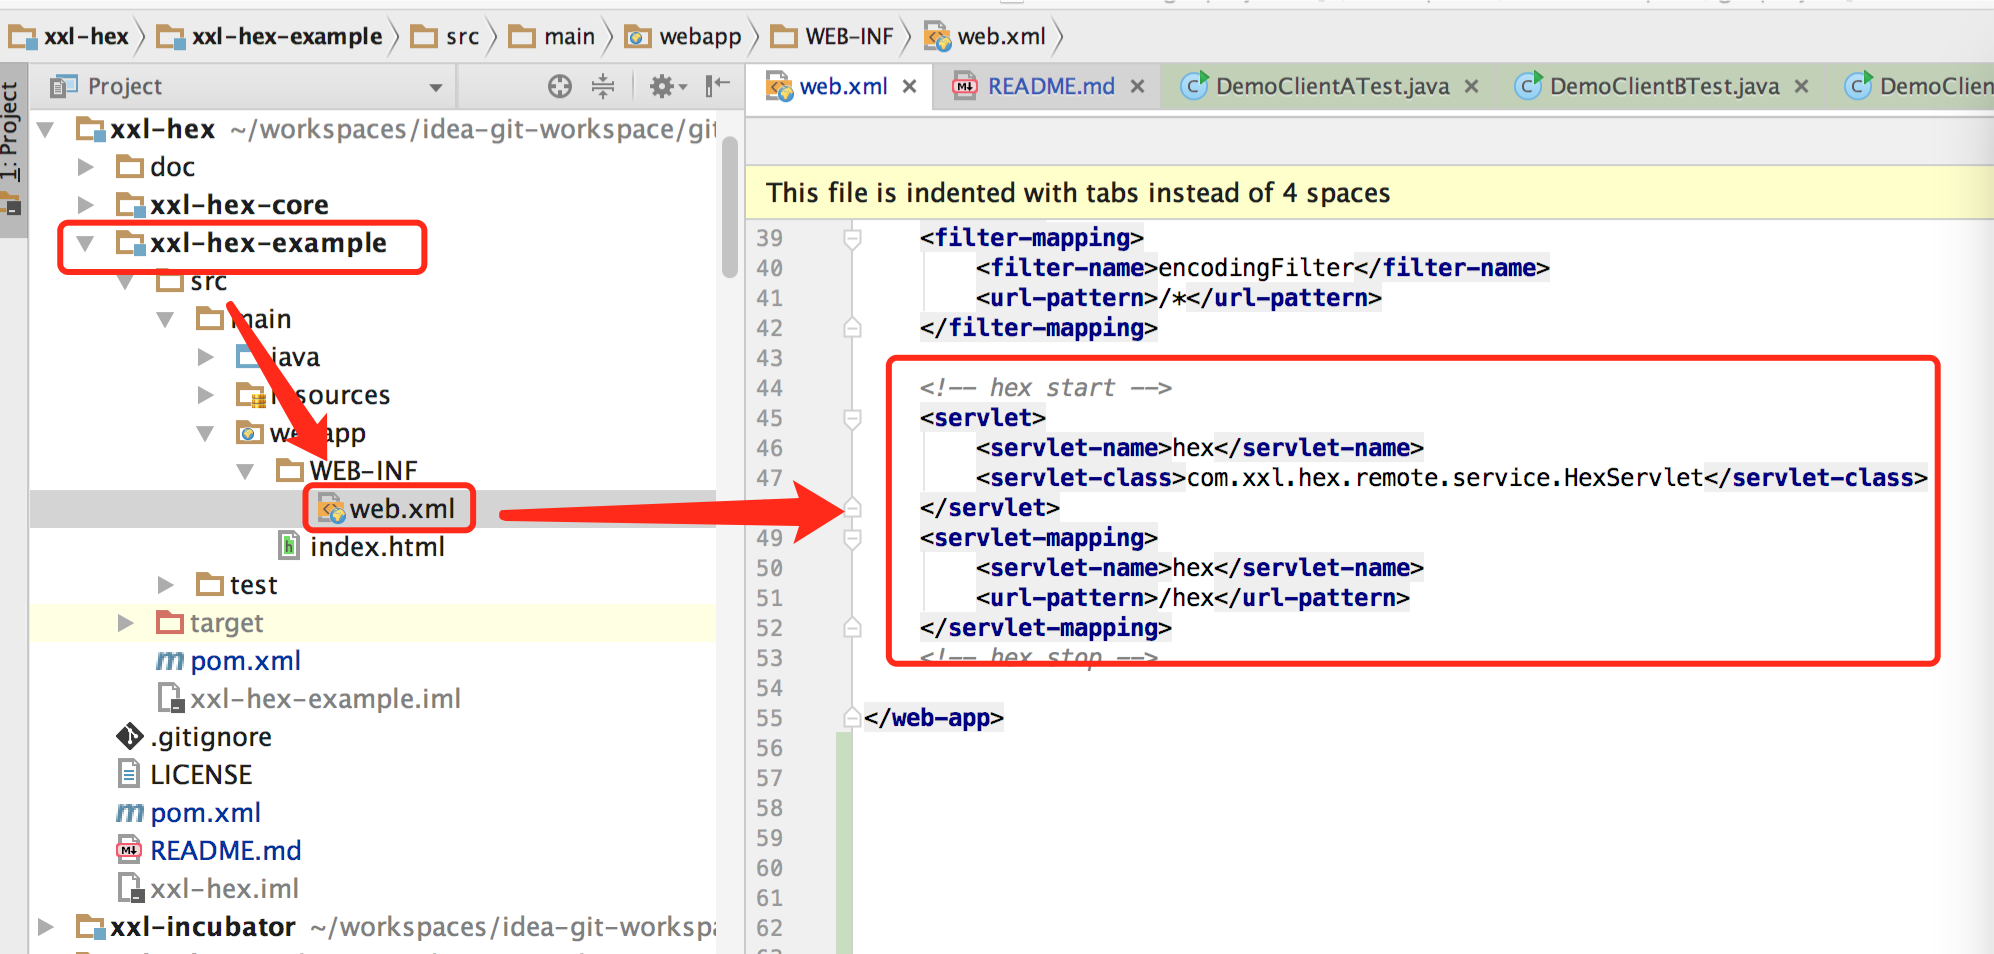 xxl-hex xxl-hex-example src main webapp WEB-INF web.xml
1: Project
Project
xxl-hex ~/workspaces/idea-git-workspace/git
doc
xxl-hex-core
xxl-hex-example
src
main
java
resources
webapp
WEB-INF
web.xml
index.html
test
target
pom.xml
xxl-hex-example.iml
.gitignore
LICENSE
pom.xml
README.md
xxl-hex.iml
xxl-incubator ~/workspaces/idea-git-workspa
web.xml README.md DemoClientATest.java DemoClientBTest.java DemoClien
This file is indented with tabs instead of 4 spaces
39 <filter-mapping>
40 <filter-name>encodingFilter</filter-name>
41 <url-pattern>/*</url-pattern>
42 </filter-mapping>
43
44 <!-- hex start -->
45 <servlet>
46 <servlet-name>hex</servlet-name>
47 <servlet-class>com.xxl.hex.remote.service.HexServlet</servlet-class>
</servlet>
49 <servlet-mapping>
50 <servlet-name>hex</servlet-name>
51 <url-pattern>/hex</url-pattern>
52 </servlet-mapping>
53 <!-- hex stop -->
54
55 </web-app>
56
57
58
59
60
61
62